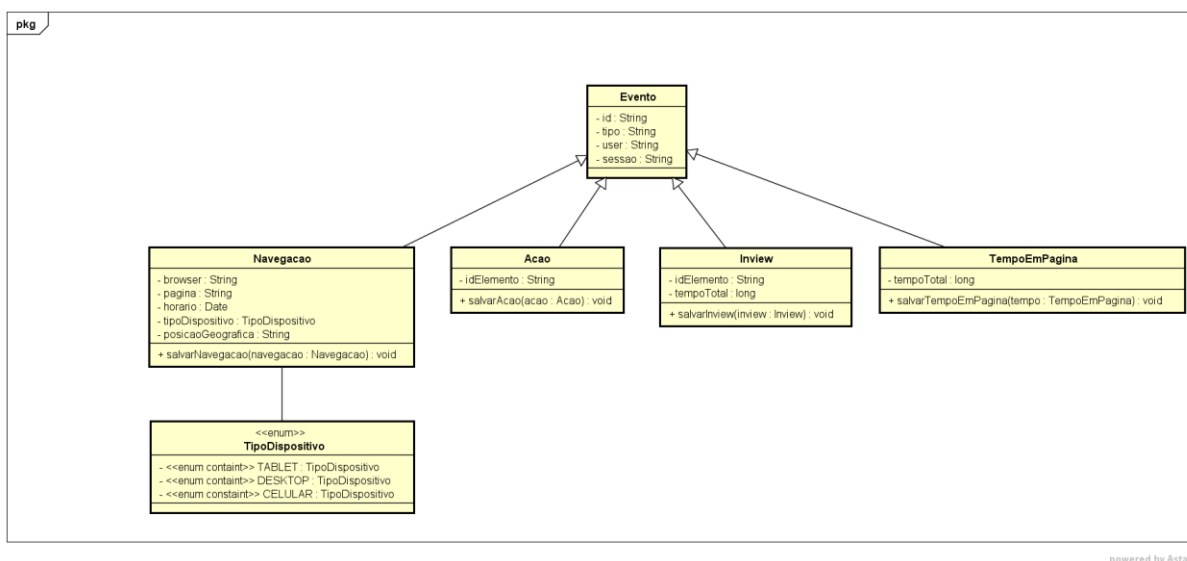 pkg
Evento
- id : String
- tipo : String
- user : String
- sessao : String
Navegacao
- browser : String
- pagina : String
- horario : Date
- tipoDispositivo : TipoDispositivo
- posicaoGeografica : String
+ salvarNavegacao(navegacao : Navegacao) : void
Acao
- idElemento : String
+ salvarAcao(acao : Acao) : void
Inview
- idElemento : String
- tempoTotal : long
+ salvarInview(inview : Inview) : void
TempoEmPagina
- tempoTotal : long
+ salvarTempoEmPagina(tempo : TempoEmPagina) : void
<<enum>>
TipoDispositivo
- <<enum containt>> TABLET : TipoDispositivo
- <<enum containt>> DESKTOP : TipoDispositivo
- <<enum constaint>> CELULAR : TipoDispositivo
powered by Asta